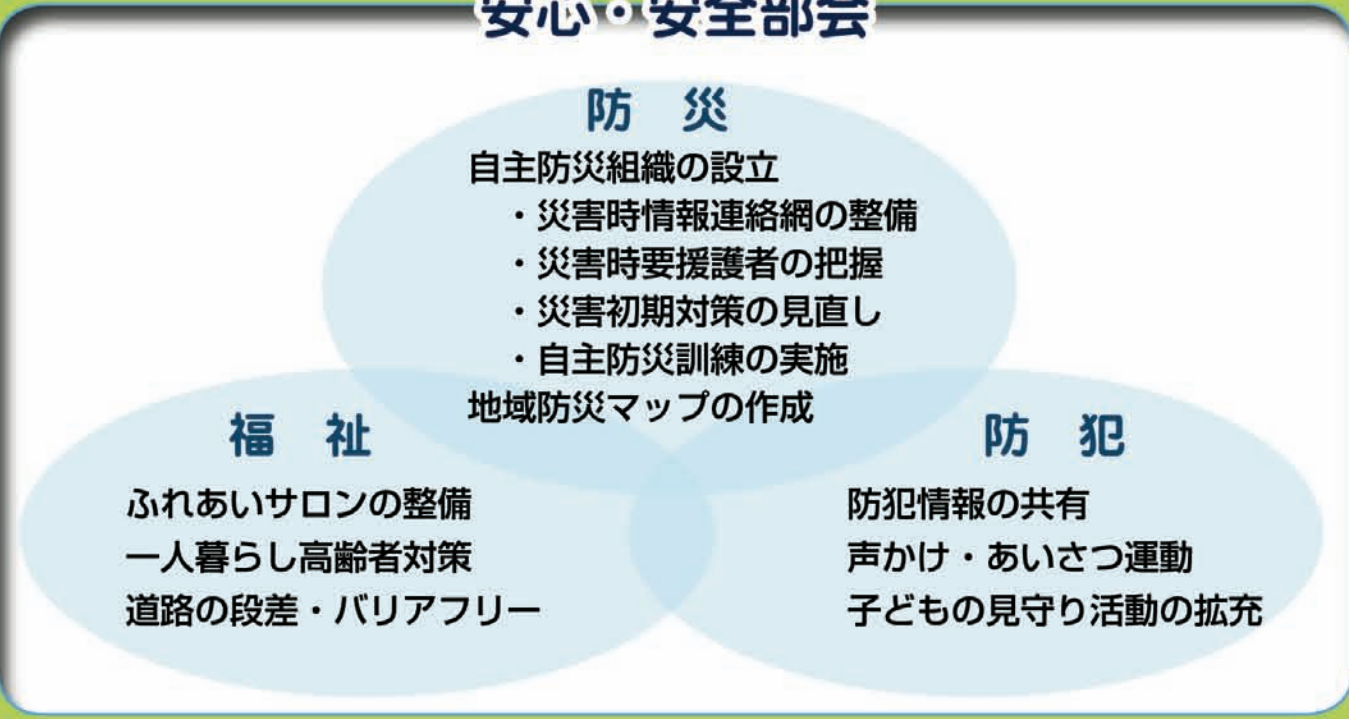 安心・安全部会
防　災
自主防災組織の設立
・災害時情報連絡網の整備
・災害時要援護者の把握
・災害初期対策の見直し
・自主防災訓練の実施
地域防災マップの作成
福　祉
ふれあいサロンの整備
一人暮らし高齢者対策
道路の段差・バリアフリー
防　犯
防犯情報の共有
声かけ・あいさつ運動
子どもの見守り活動の拡充